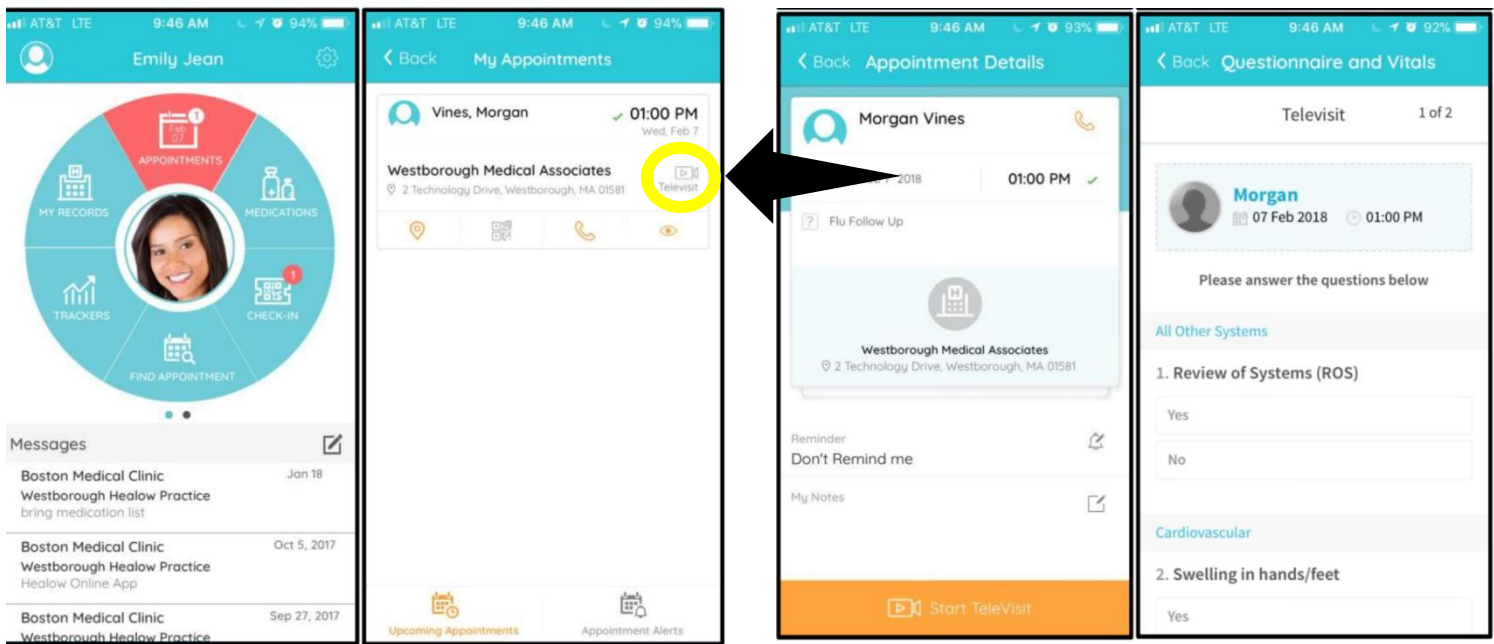 AT&T LTE 9:46 AM 94%
Emily Jean
1
Feb
07
APPOINTMENTS
MY RECORDS
MEDICATIONS
TRACKERS
1
CHECK-IN
FIND APPOINTMENT
Messages
Boston Medical Clinic Jan 18
Westborough Healow Practice
bring medication list
Boston Medical Clinic Oct 5, 2017
Westborough Healow Practice
Healow Online App
Boston Medical Clinic Sep 27, 2017
Westborough Healow Practice
AT&T LTE 9:46 AM 94%
Back My Appointments
Vines, Morgan 01:00 PM
Wed, Feb 7
Westborough Medical Associates
2 Technology Drive, Westborough, MA 01581 Televisit
Upcoming Appointments Appointment Alerts
AT&T LTE 9:46 AM 93%
Back Appointment Details
Morgan Vines
2018 01:00 PM
? Flu Follow Up
H
Westborough Medical Associates
2 Technology Drive, Westborough, MA 01581
Reminder
Don't Remind me
My Notes
Start TeleVisit
AT&T LTE 9:46 AM 92%
Back Questionnaire and Vitals
Televisit 1 of 2
Morgan
07 Feb 2018 01:00 PM
Please answer the questions below
All Other Systems
1. Review of Systems (ROS)
Yes
No
Cardiovascular
2. Swelling in hands/feet
Yes